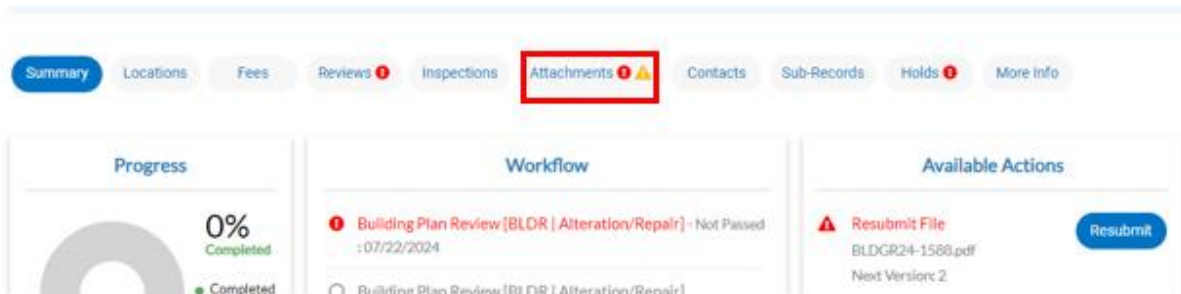 Summary Locations Fees Reviews Inspections Attachments Contacts Sub-Records Holds More Info
Progress
0%
Completed
Completed
Workflow
Building Plan Review [BLDR | Alteration/Repair] - Not Passed
: 07/22/2024
Building Plan Review [BLDR | Alteration/Repair]
Available Actions
Resubmit File
BLDGR24-1588.pdf
Next Version: 2
Resubmit